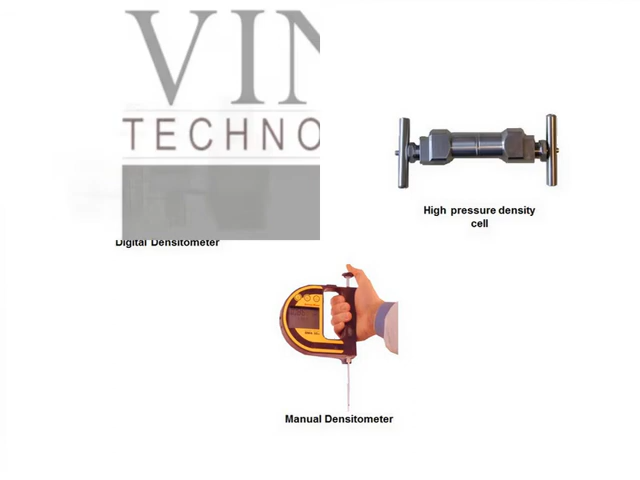 VIN
TECHNO
High pressure density
cell
Digital Densitometer
Manual Densitometer